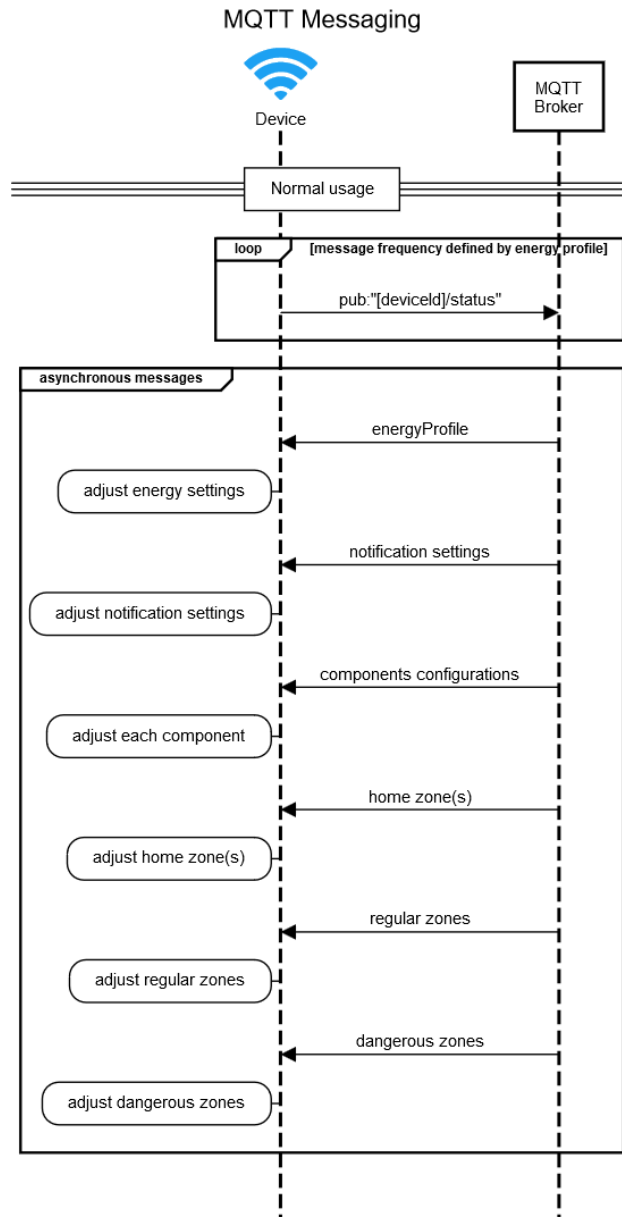 MQTT Messaging
Device
MQTT
Broker
Normal usage
loop
[message frequency defined by energy profile]
pub:"[deviceId]/status"
asynchronous messages
energyProfile
adjust energy settings
notification settings
adjust notification settings
components configurations
adjust each component
home zone(s)
adjust home zone(s)
regular zones
adjust regular zones
dangerous zones
adjust dangerous zones